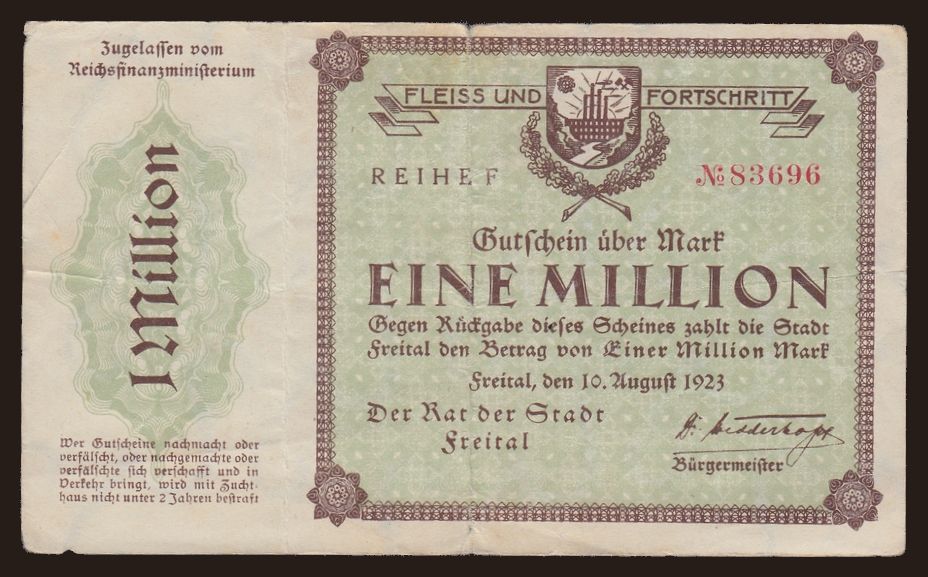 Zugelassen vom
Reichsfinanzministerium
1 Million
Wer Gutscheine nachmacht oder
verfälscht, oder nachgemachte oder
verfälschte sich verschafft und in
Verkehr bringt, wird mit Zucht-
haus nicht unter 2 Jahren bestraft
FLEISS UND FORTSCHRITT
REIHE F № 83696
Gutschein über Mark
EINE MILLION
Gegen Rückgabe dieses Scheines zahlt die Stadt
Freital den Betrag von Einer Million Mark
Freital, den 10. August 1923
Der Rat der Stadt
Freital
Bürgermeister